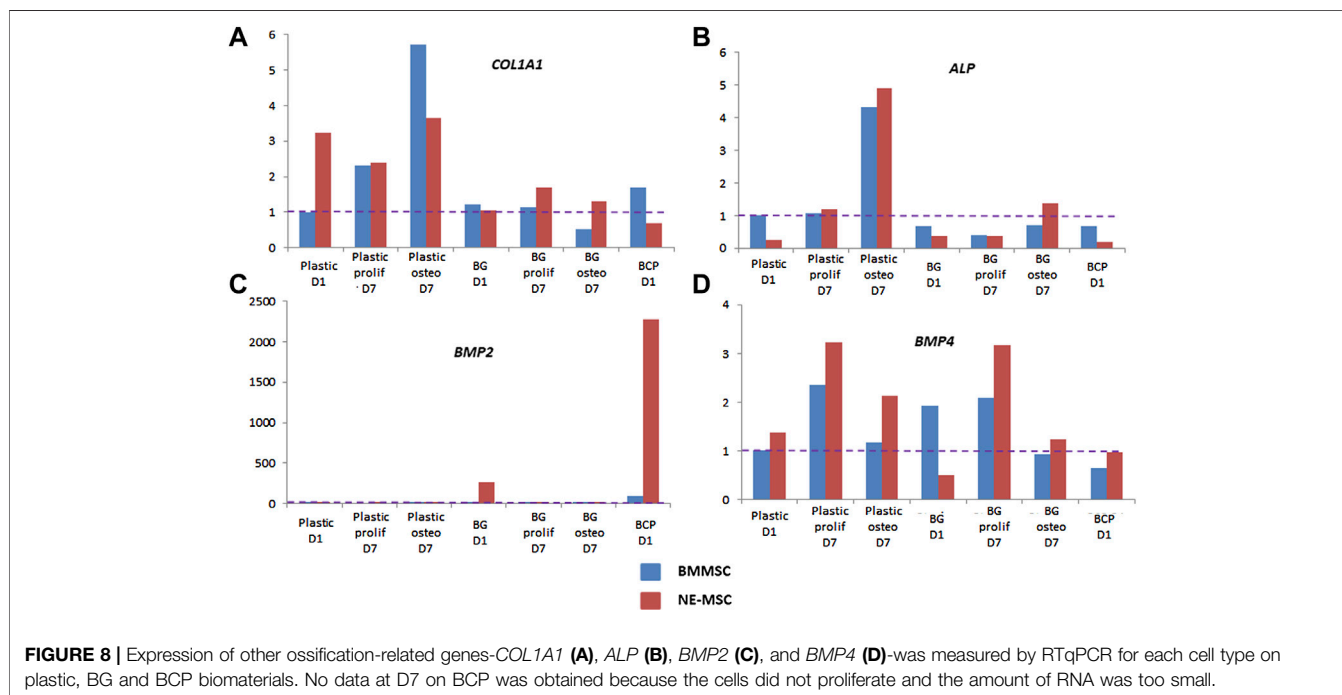 A
COL1A1
6
5
4
3
2
1
0
Plastic D1
Plastic prolif D7
Plastic osteo D7
BG D1
BG prolif D7
BG osteo D7
BCP D1
B
ALP
6
5
4
3
2
1
0
Plastic D1
Plastic prolif D7
Plastic osteo D7
BG D1
BG prolif D7
BG osteo D7
BCP D1
C
BMP2
2500
2000
1500
1000
500
0
Plastic D1
Plastic prolif D7
Plastic osteo D7
BG D1
BG prolif D7
BG osteo D7
BCP D1
D
BMP4
4
3
2
1
0
Plastic D1
Plastic prolif D7
Plastic osteo D7
BG D1
BG prolif D7
BG osteo D7
BCP D1
BMMSC
NE-MSC
FIGURE 8 | Expression of other ossification-related genes-COL1A1 (A), ALP (B), BMP2 (C), and BMP4 (D)-was measured by RTqPCR for each cell type on
plastic, BG and BCP biomaterials. No data at D7 on BCP was obtained because the cells did not proliferate and the amount of RNA was too small.